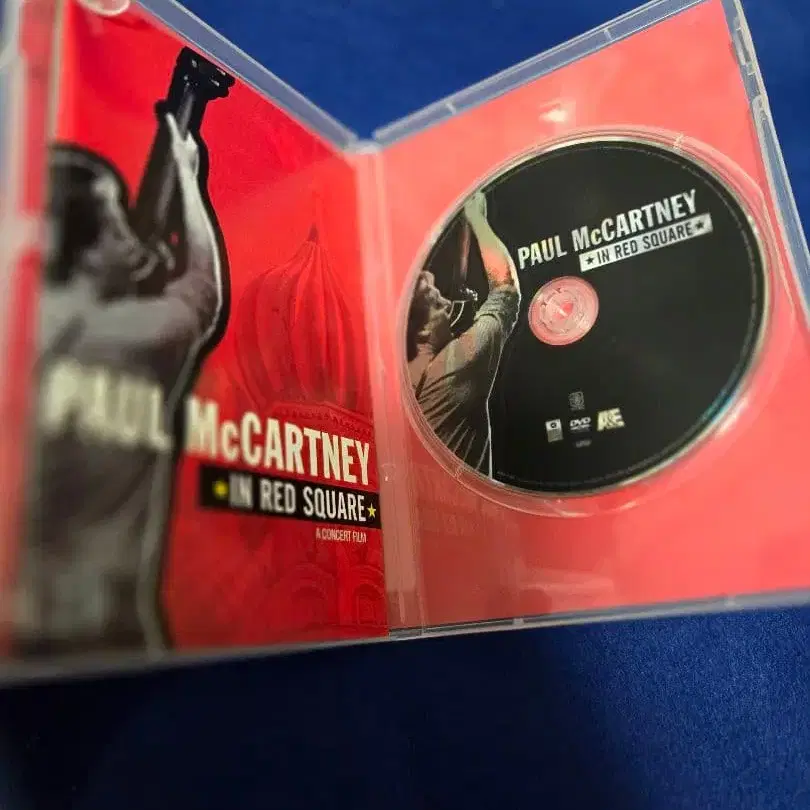 PAUL McCARTNEY
★IN RED SQUARE★
A CONCERT FILM
PAUL McCARTNEY
★IN RED SQUARE★
DVD
A&E